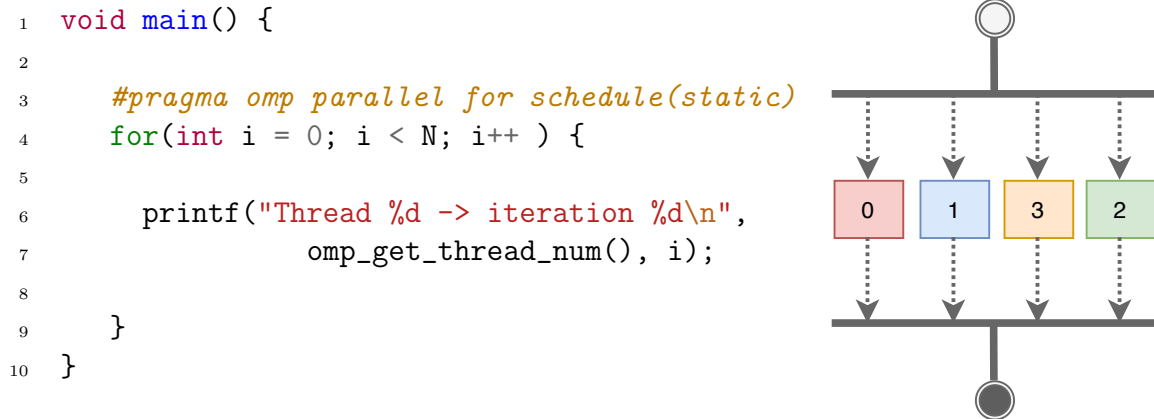 1 void main() {
2
3 #pragma omp parallel for schedule(static)
4 for(int i = 0; i < N; i++ ) {
5
6 printf("Thread %d -> iteration %d\n",
7 omp_get_thread_num(), i);
8
9 }
10 }
0 1 3 2